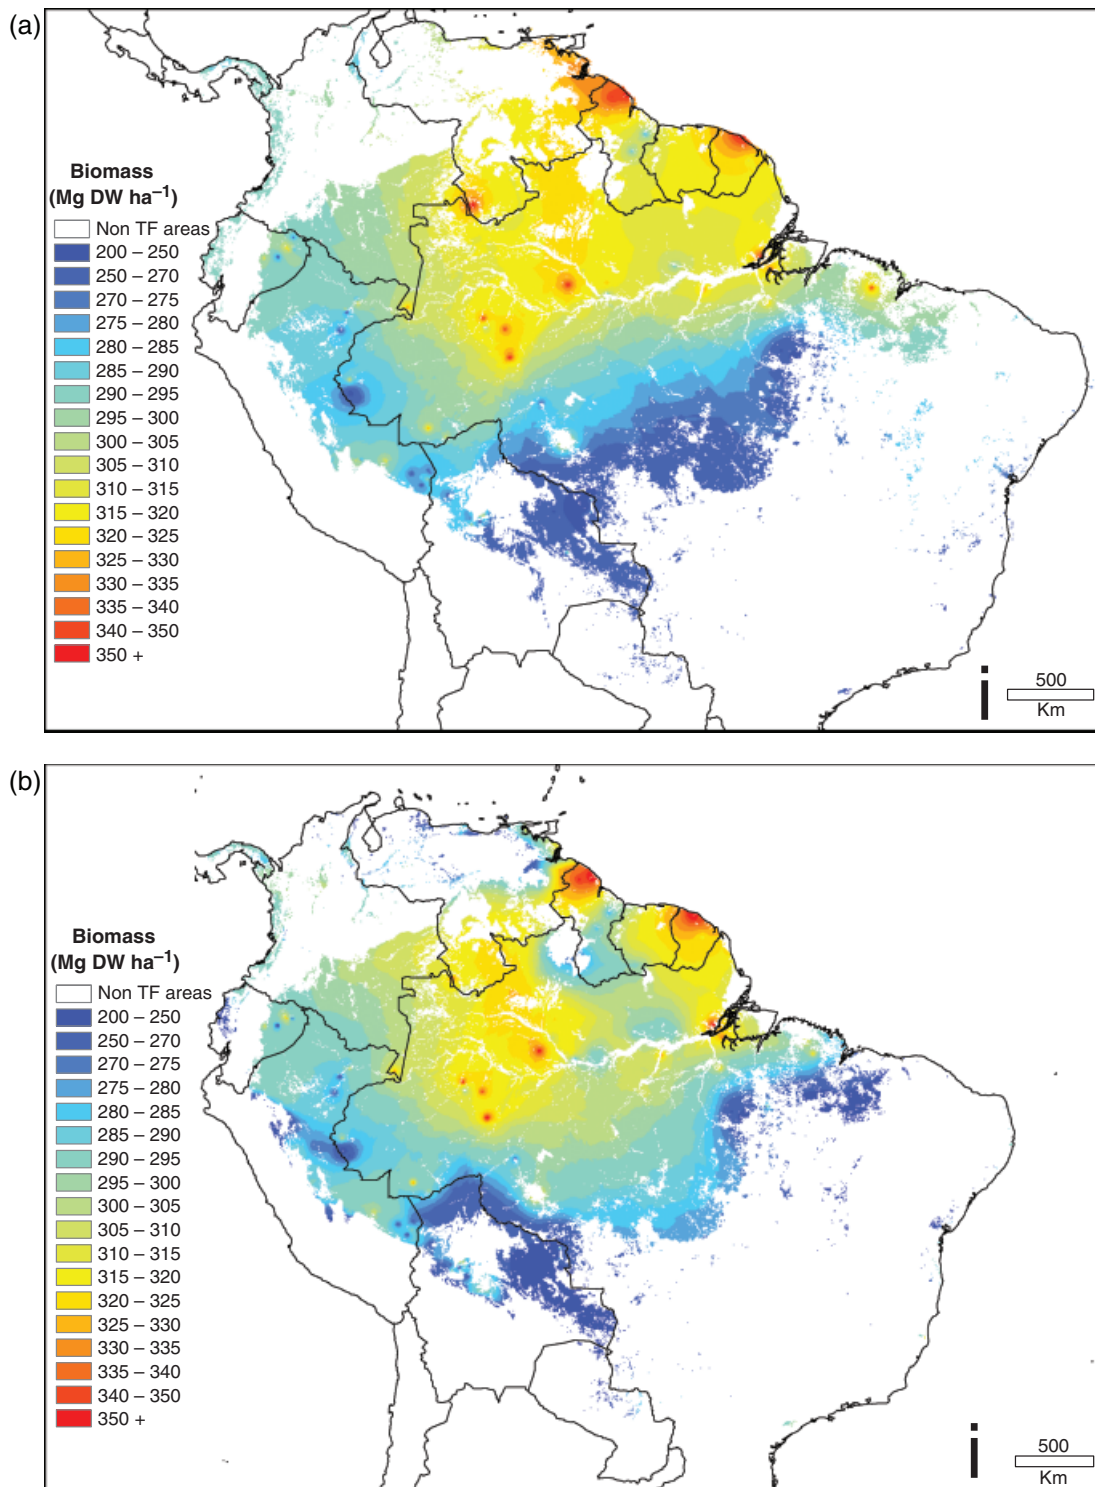 (a)
Biomass
(Mg DW ha⁻¹)
Non TF areas
200 – 250
250 – 270
270 – 275
275 – 280
280 – 285
285 – 290
290 – 295
295 – 300
300 – 305
305 – 310
310 – 315
315 – 320
320 – 325
325 – 330
330 – 335
335 – 340
340 – 350
350 +
500
Km
(b)
Biomass
(Mg DW ha⁻¹)
Non TF areas
200 – 250
250 – 270
270 – 275
275 – 280
280 – 285
285 – 290
290 – 295
295 – 300
300 – 305
305 – 310
310 – 315
315 – 320
320 – 325
325 – 330
330 – 335
335 – 340
340 – 350
350 +
500
Km